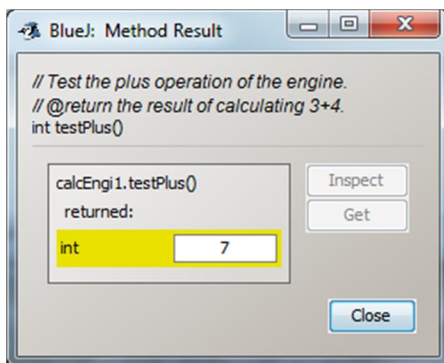 BlueJ: Method Result
// Test the plus operation of the engine.
// @return the result of calculating 3+4.
int testPlus()
calcEngi1.testPlus()
returned:
int 7
Inspect
Get
Close